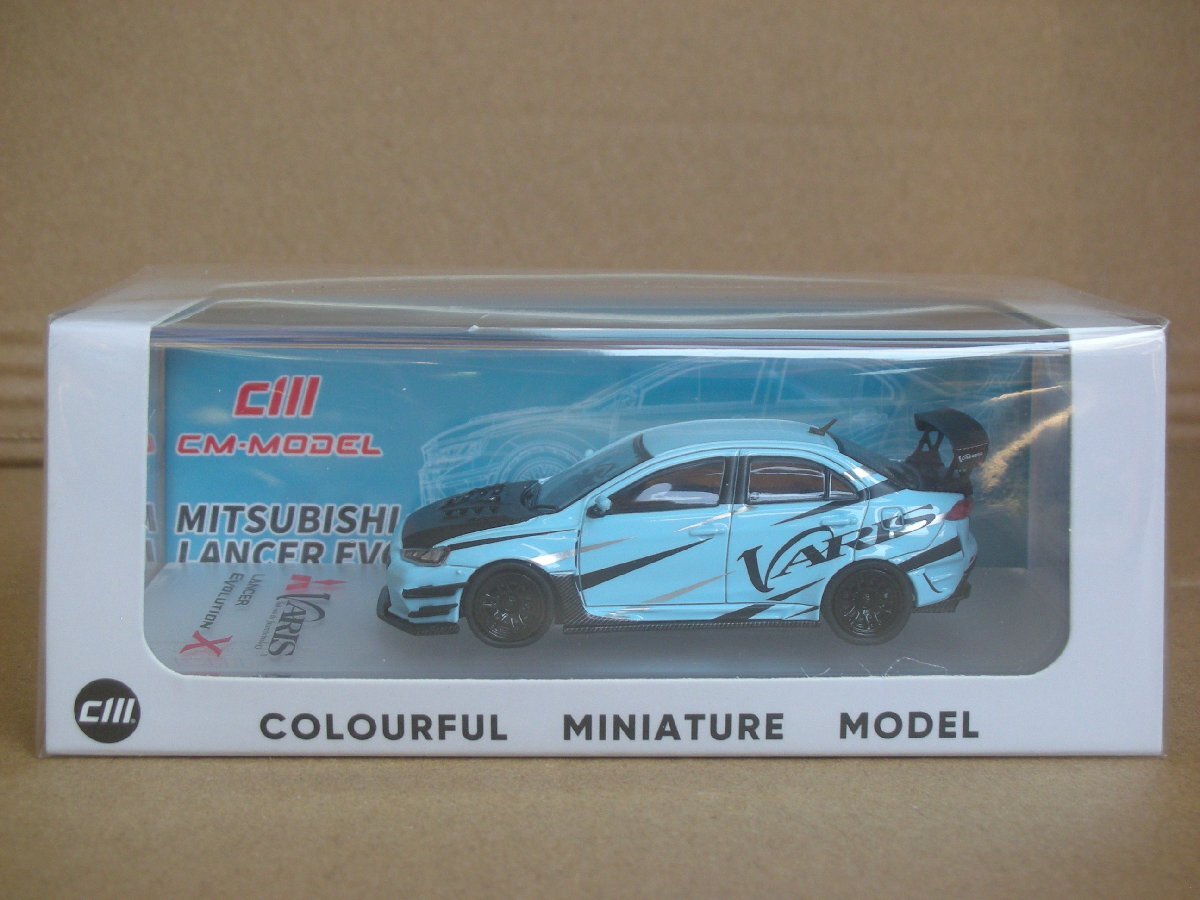 CM
CM-MODEL
MITSUBISHI
LANCER EVO
VARIS
LANCER
EVOLUTION X
VARIS
CM
COLOURFUL MINIATURE MODEL